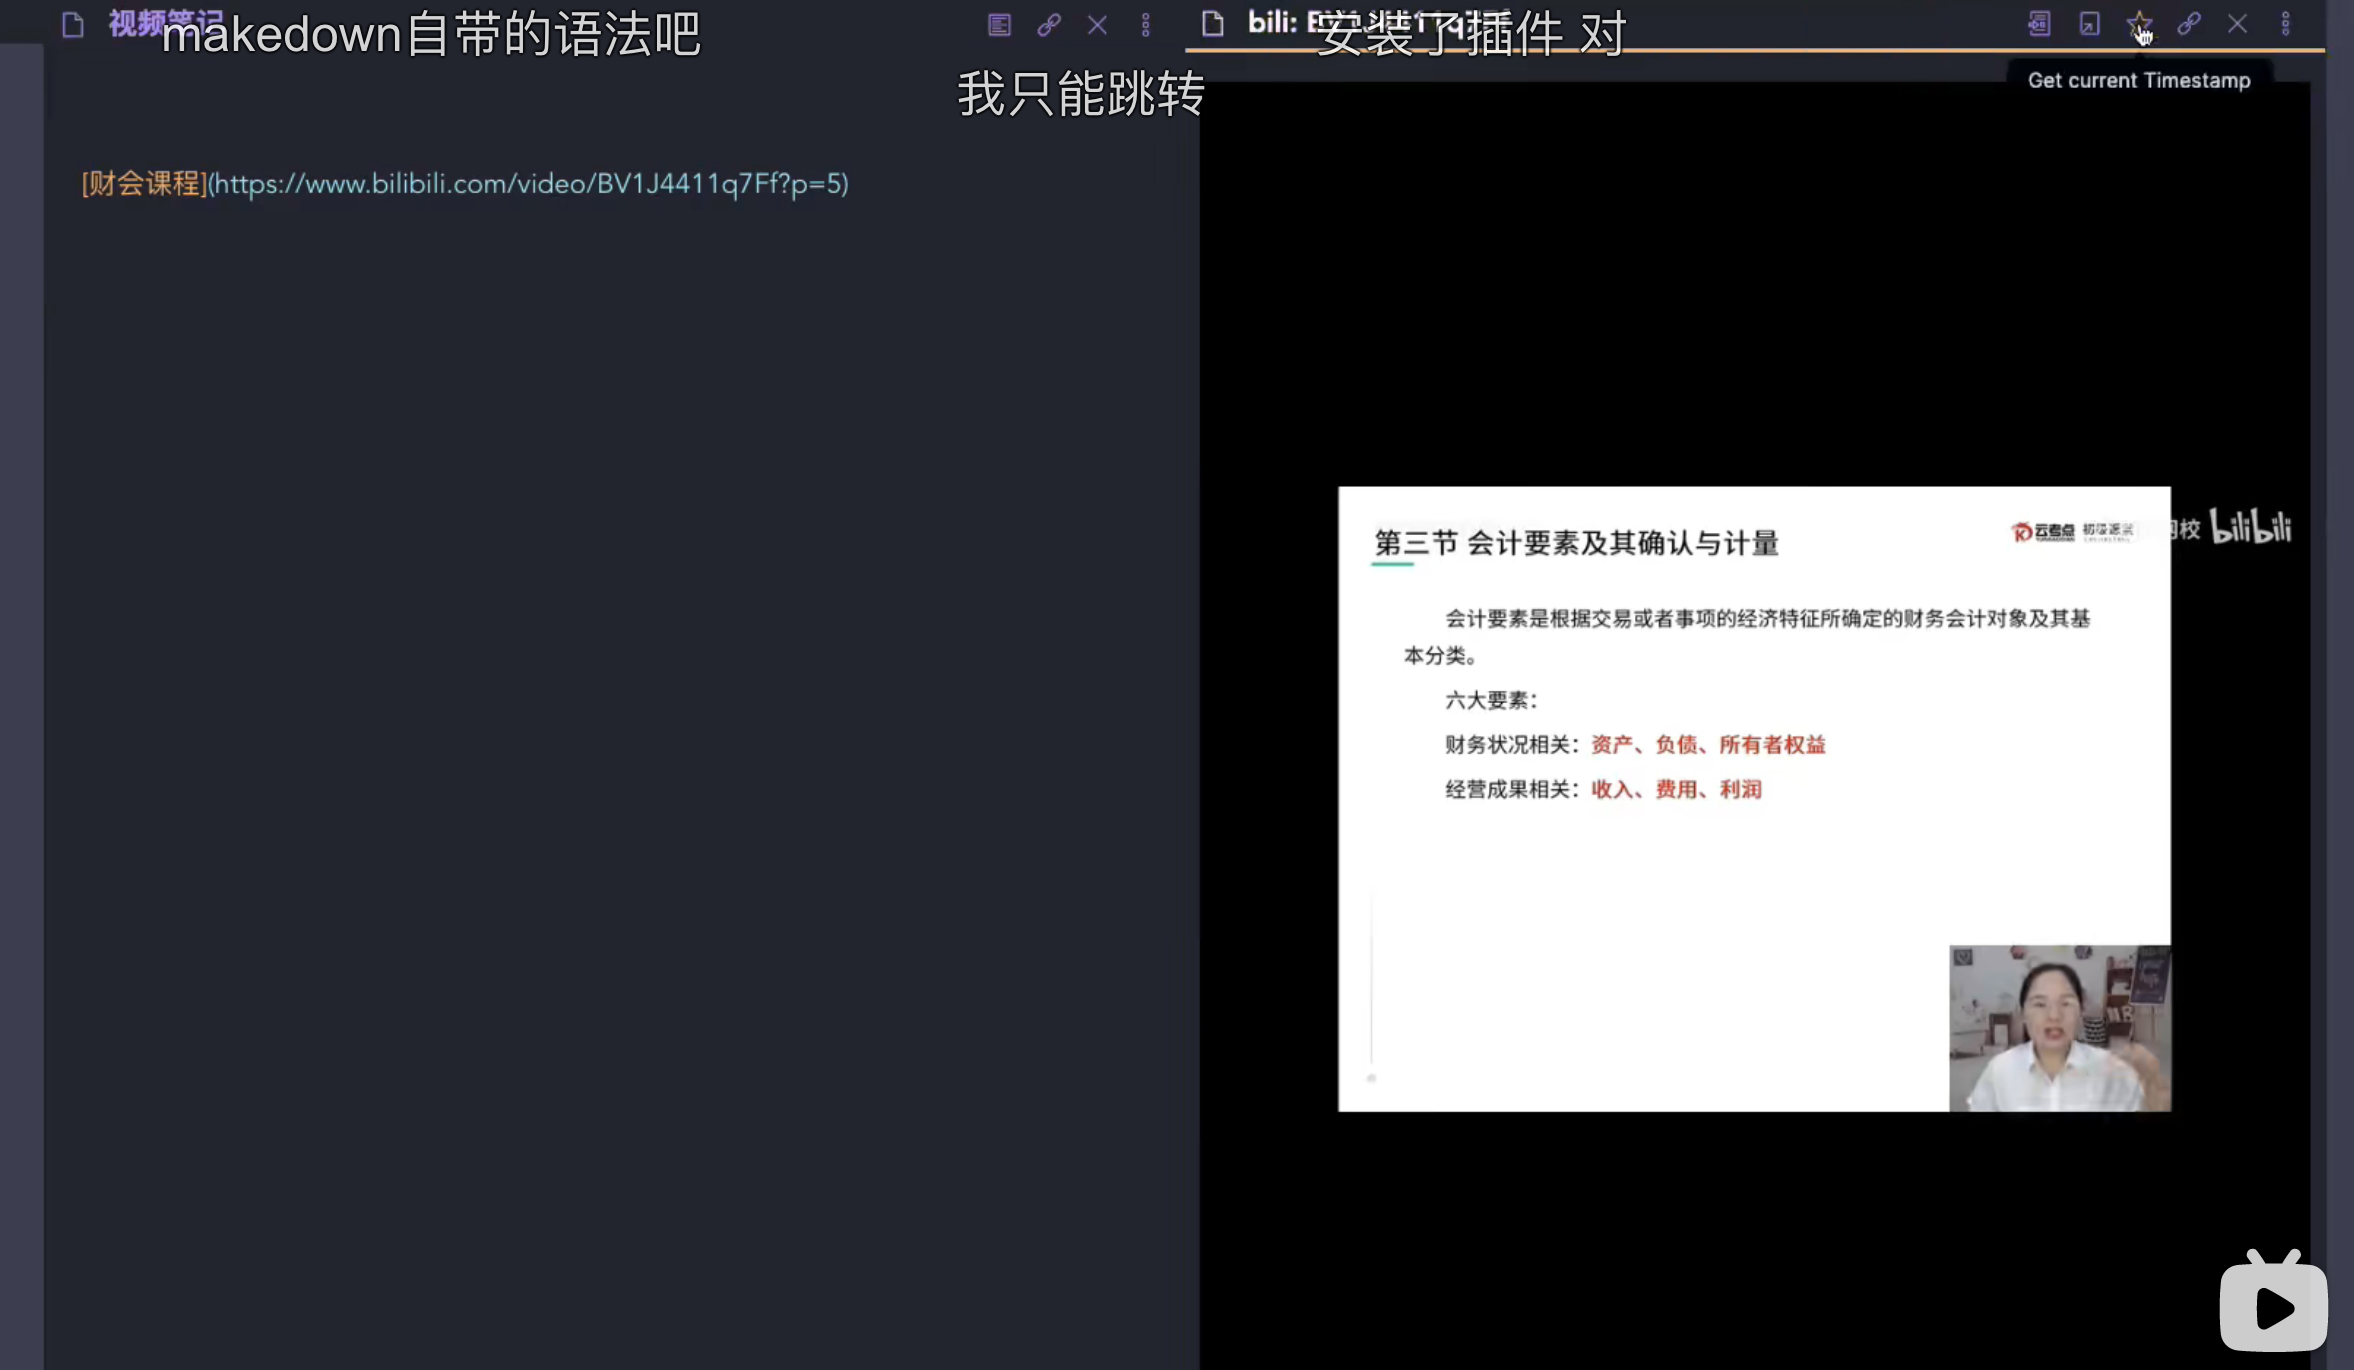 视频笔记
makedown自带的语法吧
bili:
安装了插件 对
我只能跳转
Get current Timestamp
[财会课程](https://www.bilibili.com/video/BV1J4411q7Ff?p=5)
第三节 会计要素及其确认与计量
云考点
校 bilibili
会计要素是根据交易或者事项的经济特征所确定的财务会计对象及其基
本分类。
六大要素：
财务状况相关：资产、负债、所有者权益
经营成果相关：收入、费用、利润